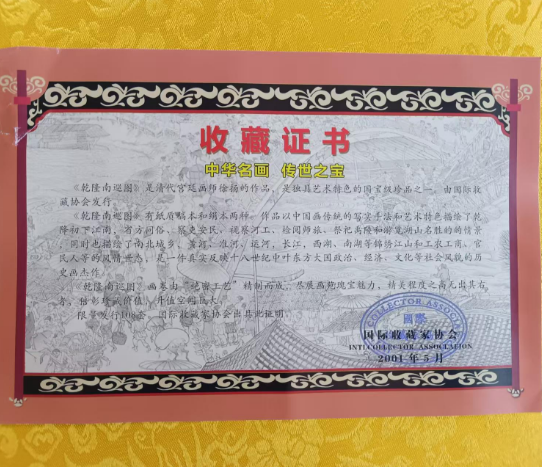 收藏证书
中华名画 传世之宝
《乾隆南巡图》是清代宫廷画师徐扬的作品，是独具艺术特色的国宝级珍品之一，由国际收
藏协会发行。
《乾隆南巡图》有纸质 本和绢本两种。作品以中国画传统的写实手法和艺术特色描绘了乾
隆初下江南，省方问俗、察吏安民、视察河工、检阅师旅、祭祀禹陵和游览湖山名胜的的情景
，同时也描绘了南北城乡、黄河、淮河、运河、长江、西湖、南湖等锦绣江山和工农工商、官
民人等的风情世态，是一件真实反映十八世纪中叶东方大国政治、经济、文化等社会风貌的历
史画杰作。
《乾隆南巡图》画卷由“绝密工艺”精制而成，尽展画苑瑰宝魅力，精美程度之高无出其右
者，倍彰珍藏价值，升值空间巨大。
限量发行 套，国际收藏家协会出具此证明。
COLLECTOR ASSOC
國際
国际收藏家协会
INTL COLLECTOR ASSOCIATION
2001年5月